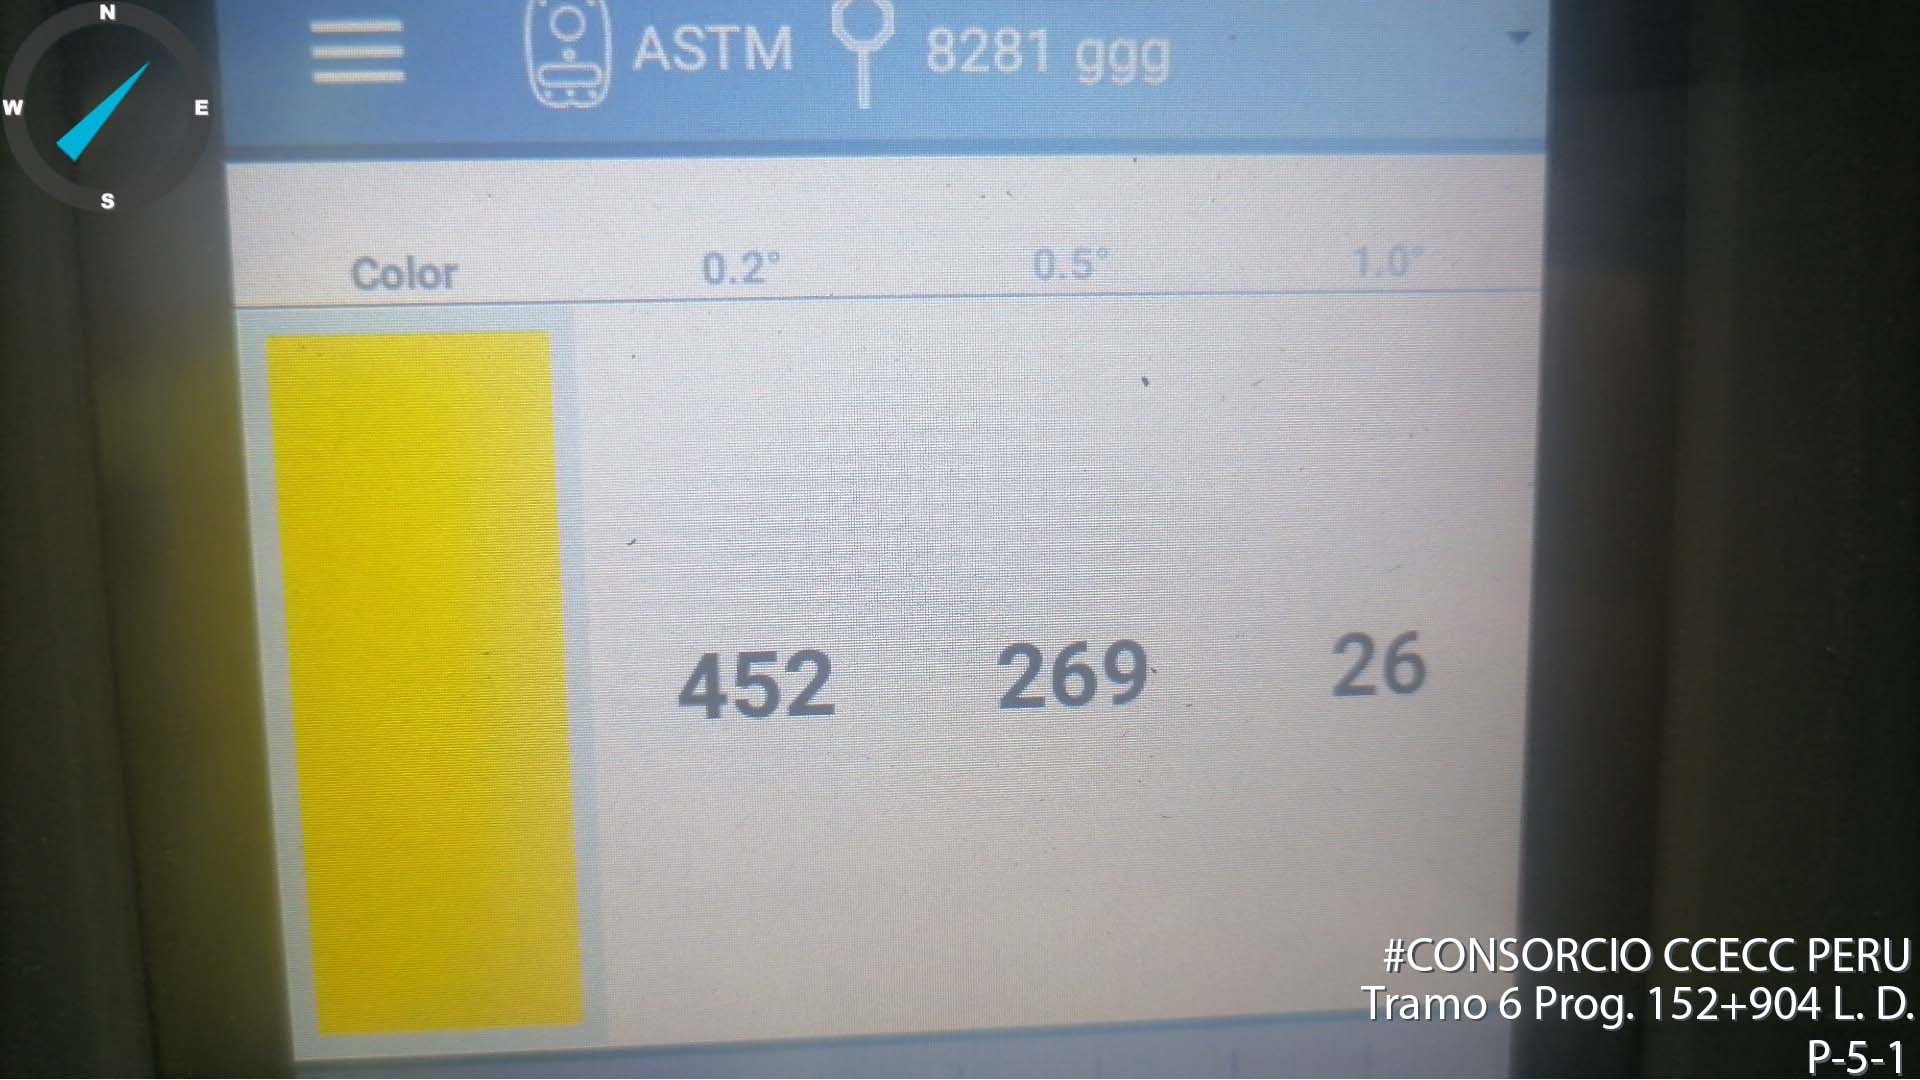 N
W E
S
ASTM 8281 ggg
Color 0.2° 0.5° 1.0°
452 269 26
#CONSORCIO CCECC PERU
Tramo 6 Prog. 152+904 L. D.
P-5-1